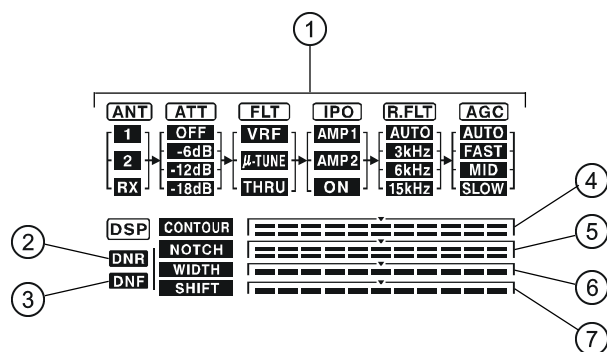 1
ANT ATT FLT IPO R.FLT AGC
1 OFF VRF AMP1 AUTO AUTO
-6dB 3kHz FAST
2 μ-TUNE AMP2
-12dB 6kHz MID
RX -18dB THRU ON 15kHz SLOW
DSP CONTOUR 4
2 DNR NOTCH 5
WIDTH 6
3 DNF SHIFT 7